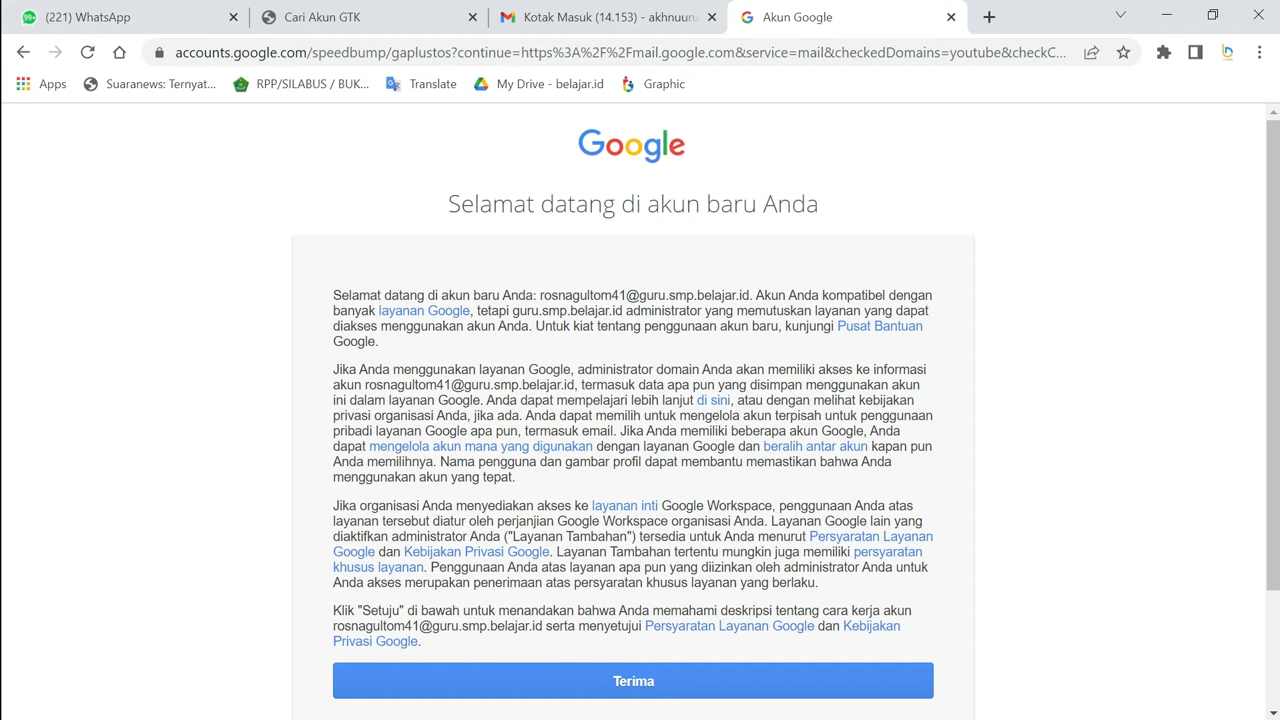 (221) WhatsApp
Cari Akun GTK
Kotak Masuk (14.153) - akhnuuru
Akun Google
accounts.google.com/speedbump/gaplustos?continue=https%3A%2F%2Fmail.google.com&service=mail&checkedDomains=youtube&checkC...
Apps
Suaranews: Ternyat...
RPP/SILABUS / BUK...
Translate
My Drive - belajar.id
Graphic
Google
Selamat datang di akun baru Anda
Selamat datang di akun baru Anda: rosnagultom41@guru.smp.belajar.id. Akun Anda kompatibel dengan
banyak layanan Google, tetapi guru.smp.belajar.id administrator yang memutuskan layanan yang dapat
diakses menggunakan akun Anda. Untuk kiat tentang penggunaan akun baru, kunjungi Pusat Bantuan
Google.
Jika Anda menggunakan layanan Google, administrator domain Anda akan memiliki akses ke informasi
akun rosnagultom41@guru.smp.belajar.id, termasuk data apa pun yang disimpan menggunakan akun
ini dalam layanan Google. Anda dapat mempelajari lebih lanjut di sini, atau dengan melihat kebijakan
privasi organisasi Anda, jika ada. Anda dapat memilih untuk mengelola akun terpisah untuk penggunaan
pribadi layanan Google apa pun, termasuk email. Jika Anda memiliki beberapa akun Google, Anda
dapat mengelola akun mana yang digunakan dengan layanan Google dan beralih antar akun kapan pun
Anda memilihnya. Nama pengguna dan gambar profil dapat membantu memastikan bahwa Anda
menggunakan akun yang tepat.
Jika organisasi Anda menyediakan akses ke layanan inti Google Workspace, penggunaan Anda atas
layanan tersebut diatur oleh perjanjian Google Workspace organisasi Anda. Layanan Google lain yang
diaktifkan administrator Anda ("Layanan Tambahan") tersedia untuk Anda menurut Persyaratan Layanan
Google dan Kebijakan Privasi Google. Layanan Tambahan tertentu mungkin juga memiliki persyaratan
khusus layanan. Penggunaan Anda atas layanan apa pun yang diizinkan oleh administrator Anda untuk
Anda akses merupakan penerimaan atas persyaratan khusus layanan yang berlaku.
Klik "Setuju" di bawah untuk menandakan bahwa Anda memahami deskripsi tentang cara kerja akun
rosnagultom41@guru.smp.belajar.id serta menyetujui Persyaratan Layanan Google dan Kebijakan
Privasi Google.
Terima